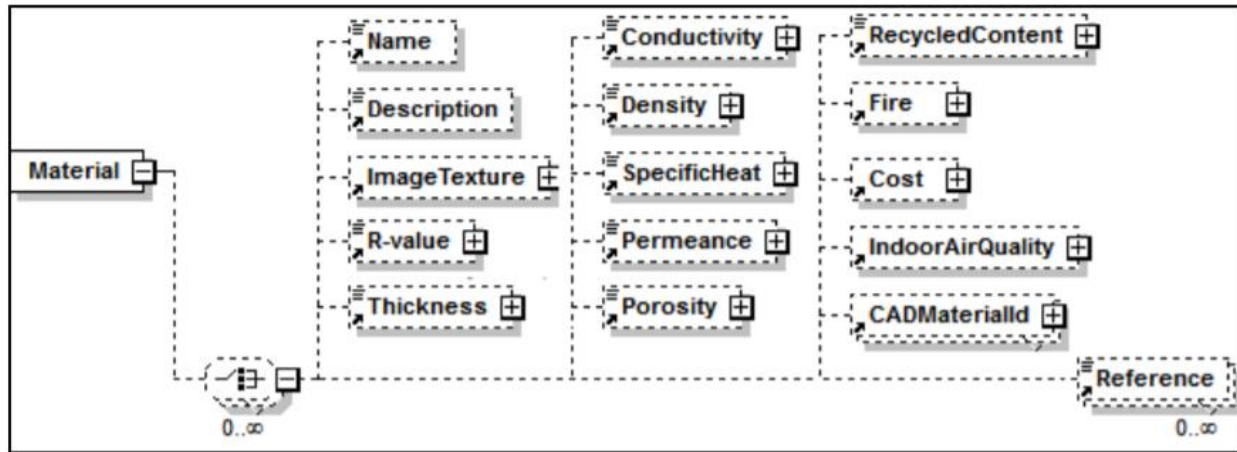 Material
Name
Description
ImageTexture
R-value
Thickness
Conductivity
Density
SpecificHeat
Permeance
Porosity
RecycledContent
Fire
Cost
IndoorAirQuality
CADMaterialId
Reference
0..∞
0..∞